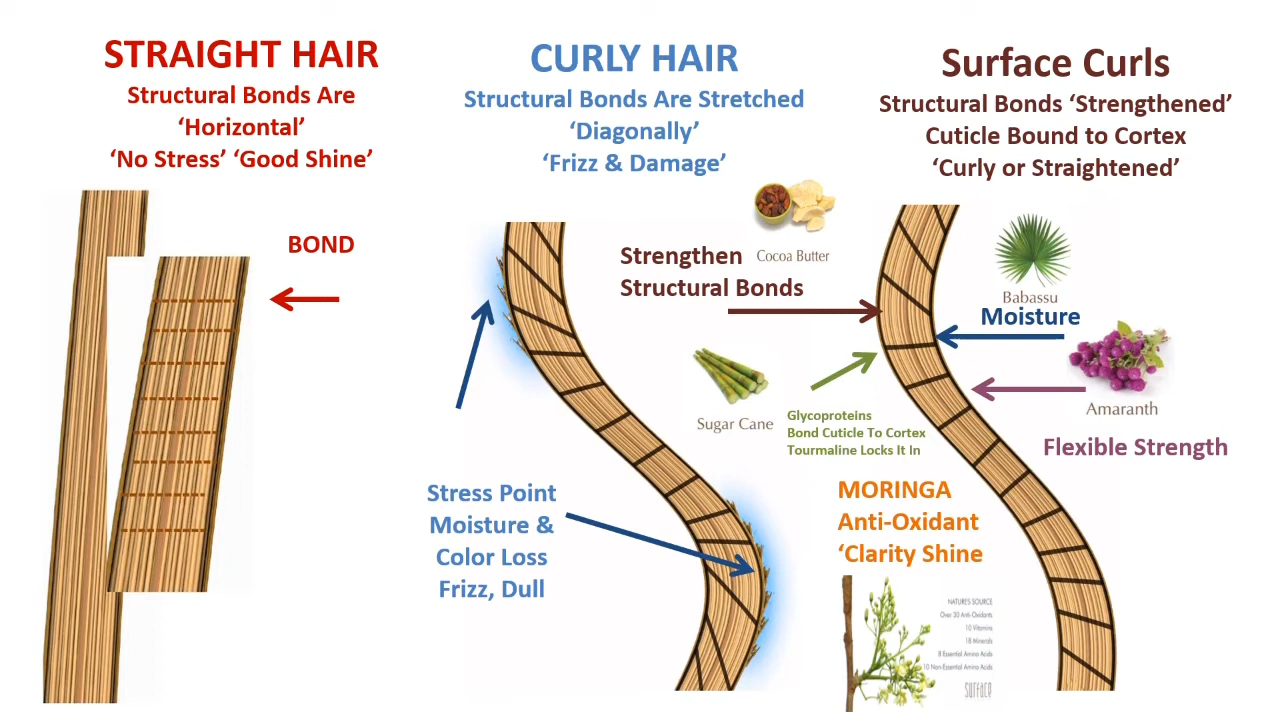 STRAIGHT HAIR
Structural Bonds Are
‘Horizontal’
‘No Stress’ ‘Good Shine’
BOND
CURLY HAIR
Structural Bonds Are Stretched
‘Diagonally’
‘Frizz & Damage’
Stress Point
Moisture &
Color Loss
Frizz, Dull
Surface Curls
Structural Bonds ‘Strengthened’
Cuticle Bound to Cortex
‘Curly or Straightened’
Strengthen
Structural Bonds
Cocoa Butter
Babassu
Moisture
Sugar Cane
Glycoproteins
Bond Cuticle To Cortex
Tourmaline Locks It In
Amaranth
Flexible Strength
MORINGA
Anti-Oxidant
‘Clarity Shine
NATURE'S SOURCE
Over 30 Anti-Oxidants
10 Vitamins
18 Minerals
8 Essential Amino Acids
10 Non-Essential Amino Acids
surface